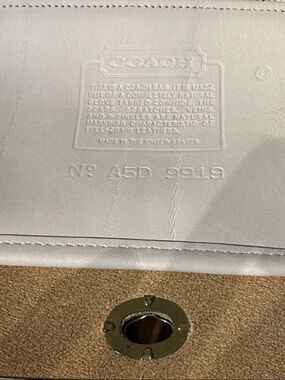 COACH
©
THIS IS A COACH BAG. IT IS MADE
OUT OF A COMPLETELY NATURAL
GLOVE TANNED COWHIDE. THE
SCARS, SCRATCHES, VEINS,
AND WRINKLES ARE NATURAL
MARKINGS CHARACTERISTIC OF
FULL-GRAIN LEATHERS.
MADE IN THE UNITED STATES
Nº A5D 9919